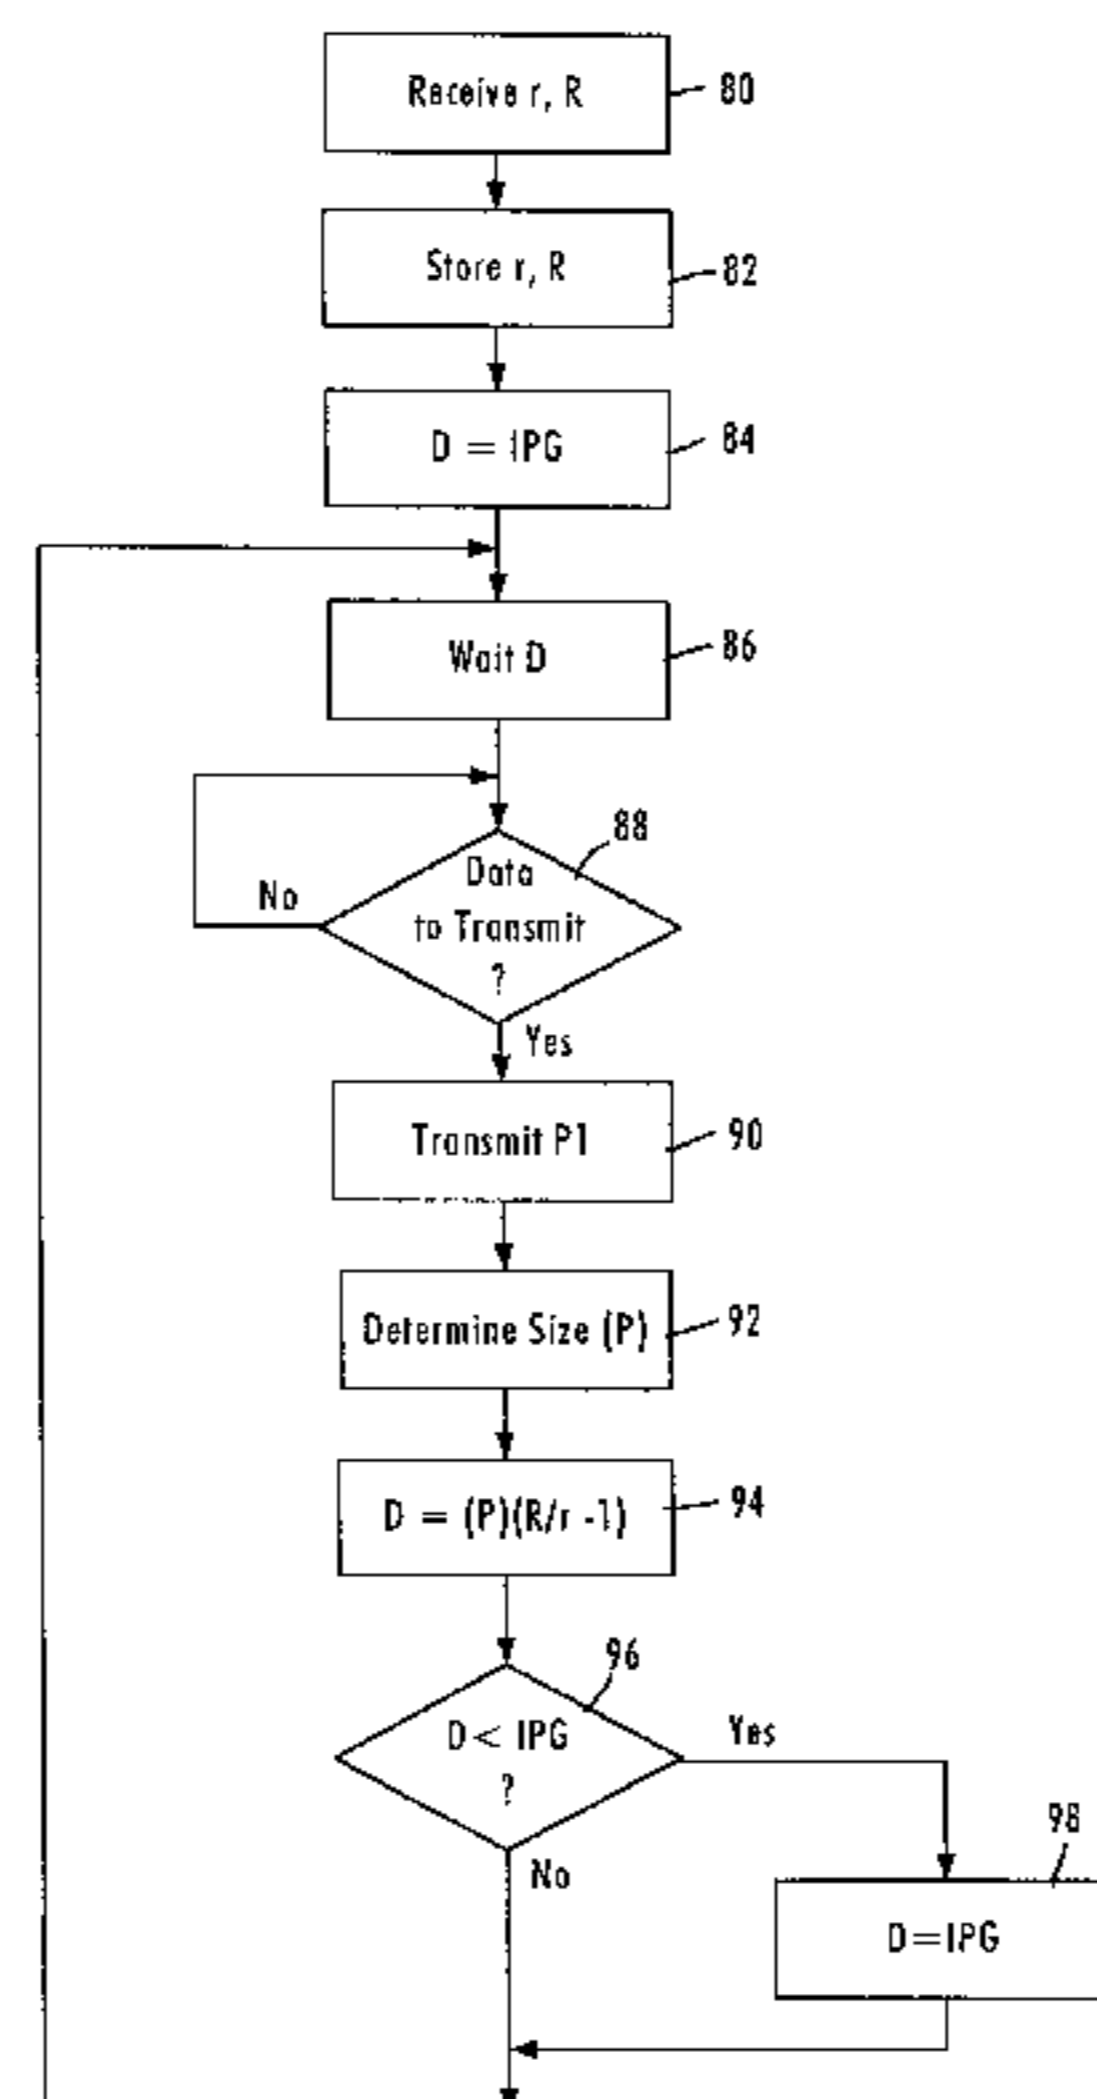 Receive r, R
80
Store r, R
82
D = IPG
84
Wait D
86
88
Data
to Transmit
?
No
Yes
Transmit P1
90
Determine Size (P)
92
D = (P)(R/r -1)
94
96
D < IPG
?
Yes
No
98
D=IPG